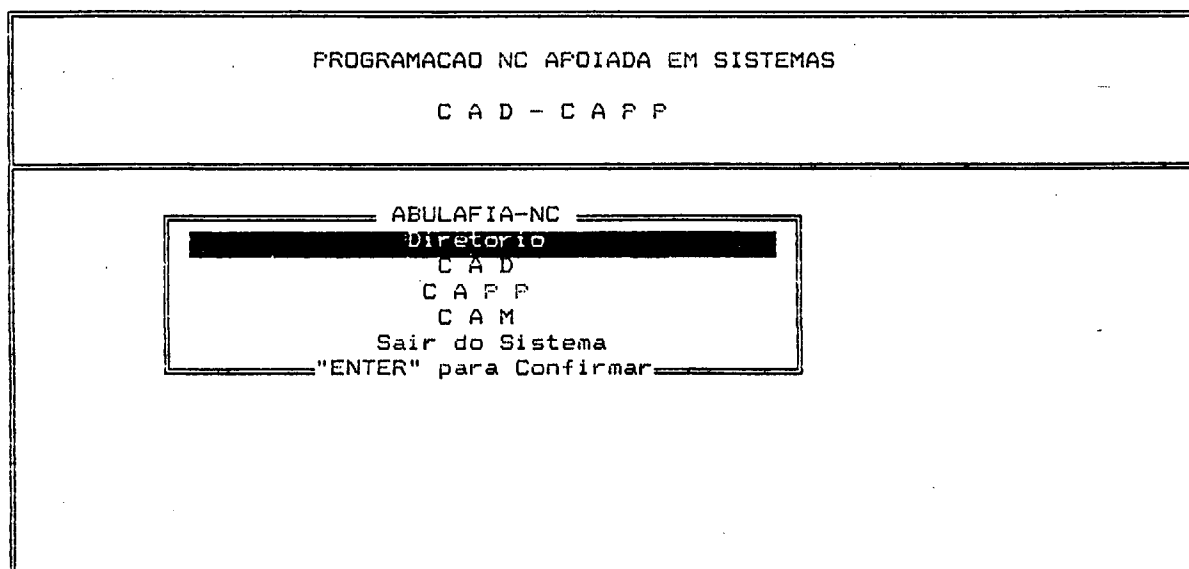 PROGRAMACAO NC APOIADA EM SISTEMAS
C A D - C A P P
ABULAFIA-NC
Diretorio
C A D
C A P P
C A M
Sair do Sistema
"ENTER" para Confirmar